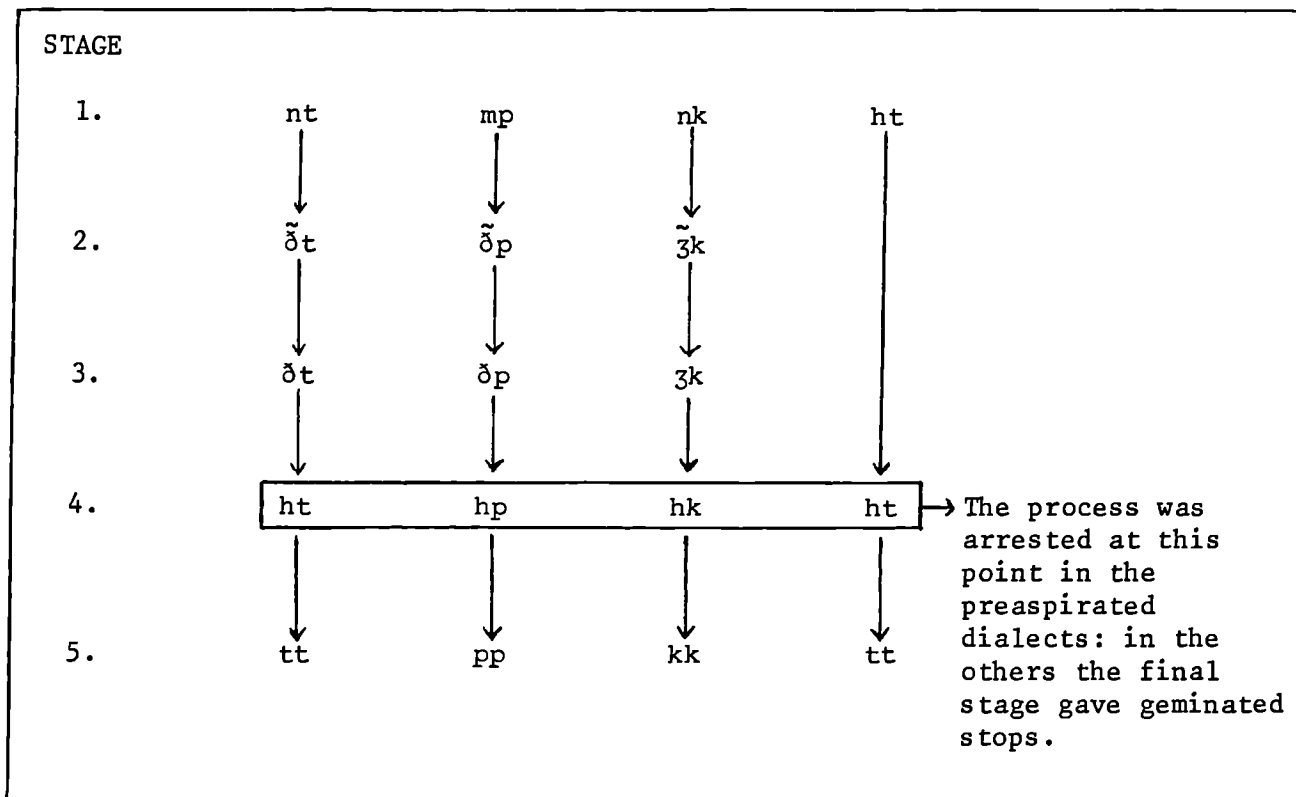 STAGE
1. nt mp nk ht
2. ð̃t ð̃p ʒ̃k
3. ðt ðp ʒk
4. ht hp hk ht The process was
arrested at this
point in the
preaspirated
dialects: in the
5. tt pp kk tt others the final
stage gave geminated
stops.